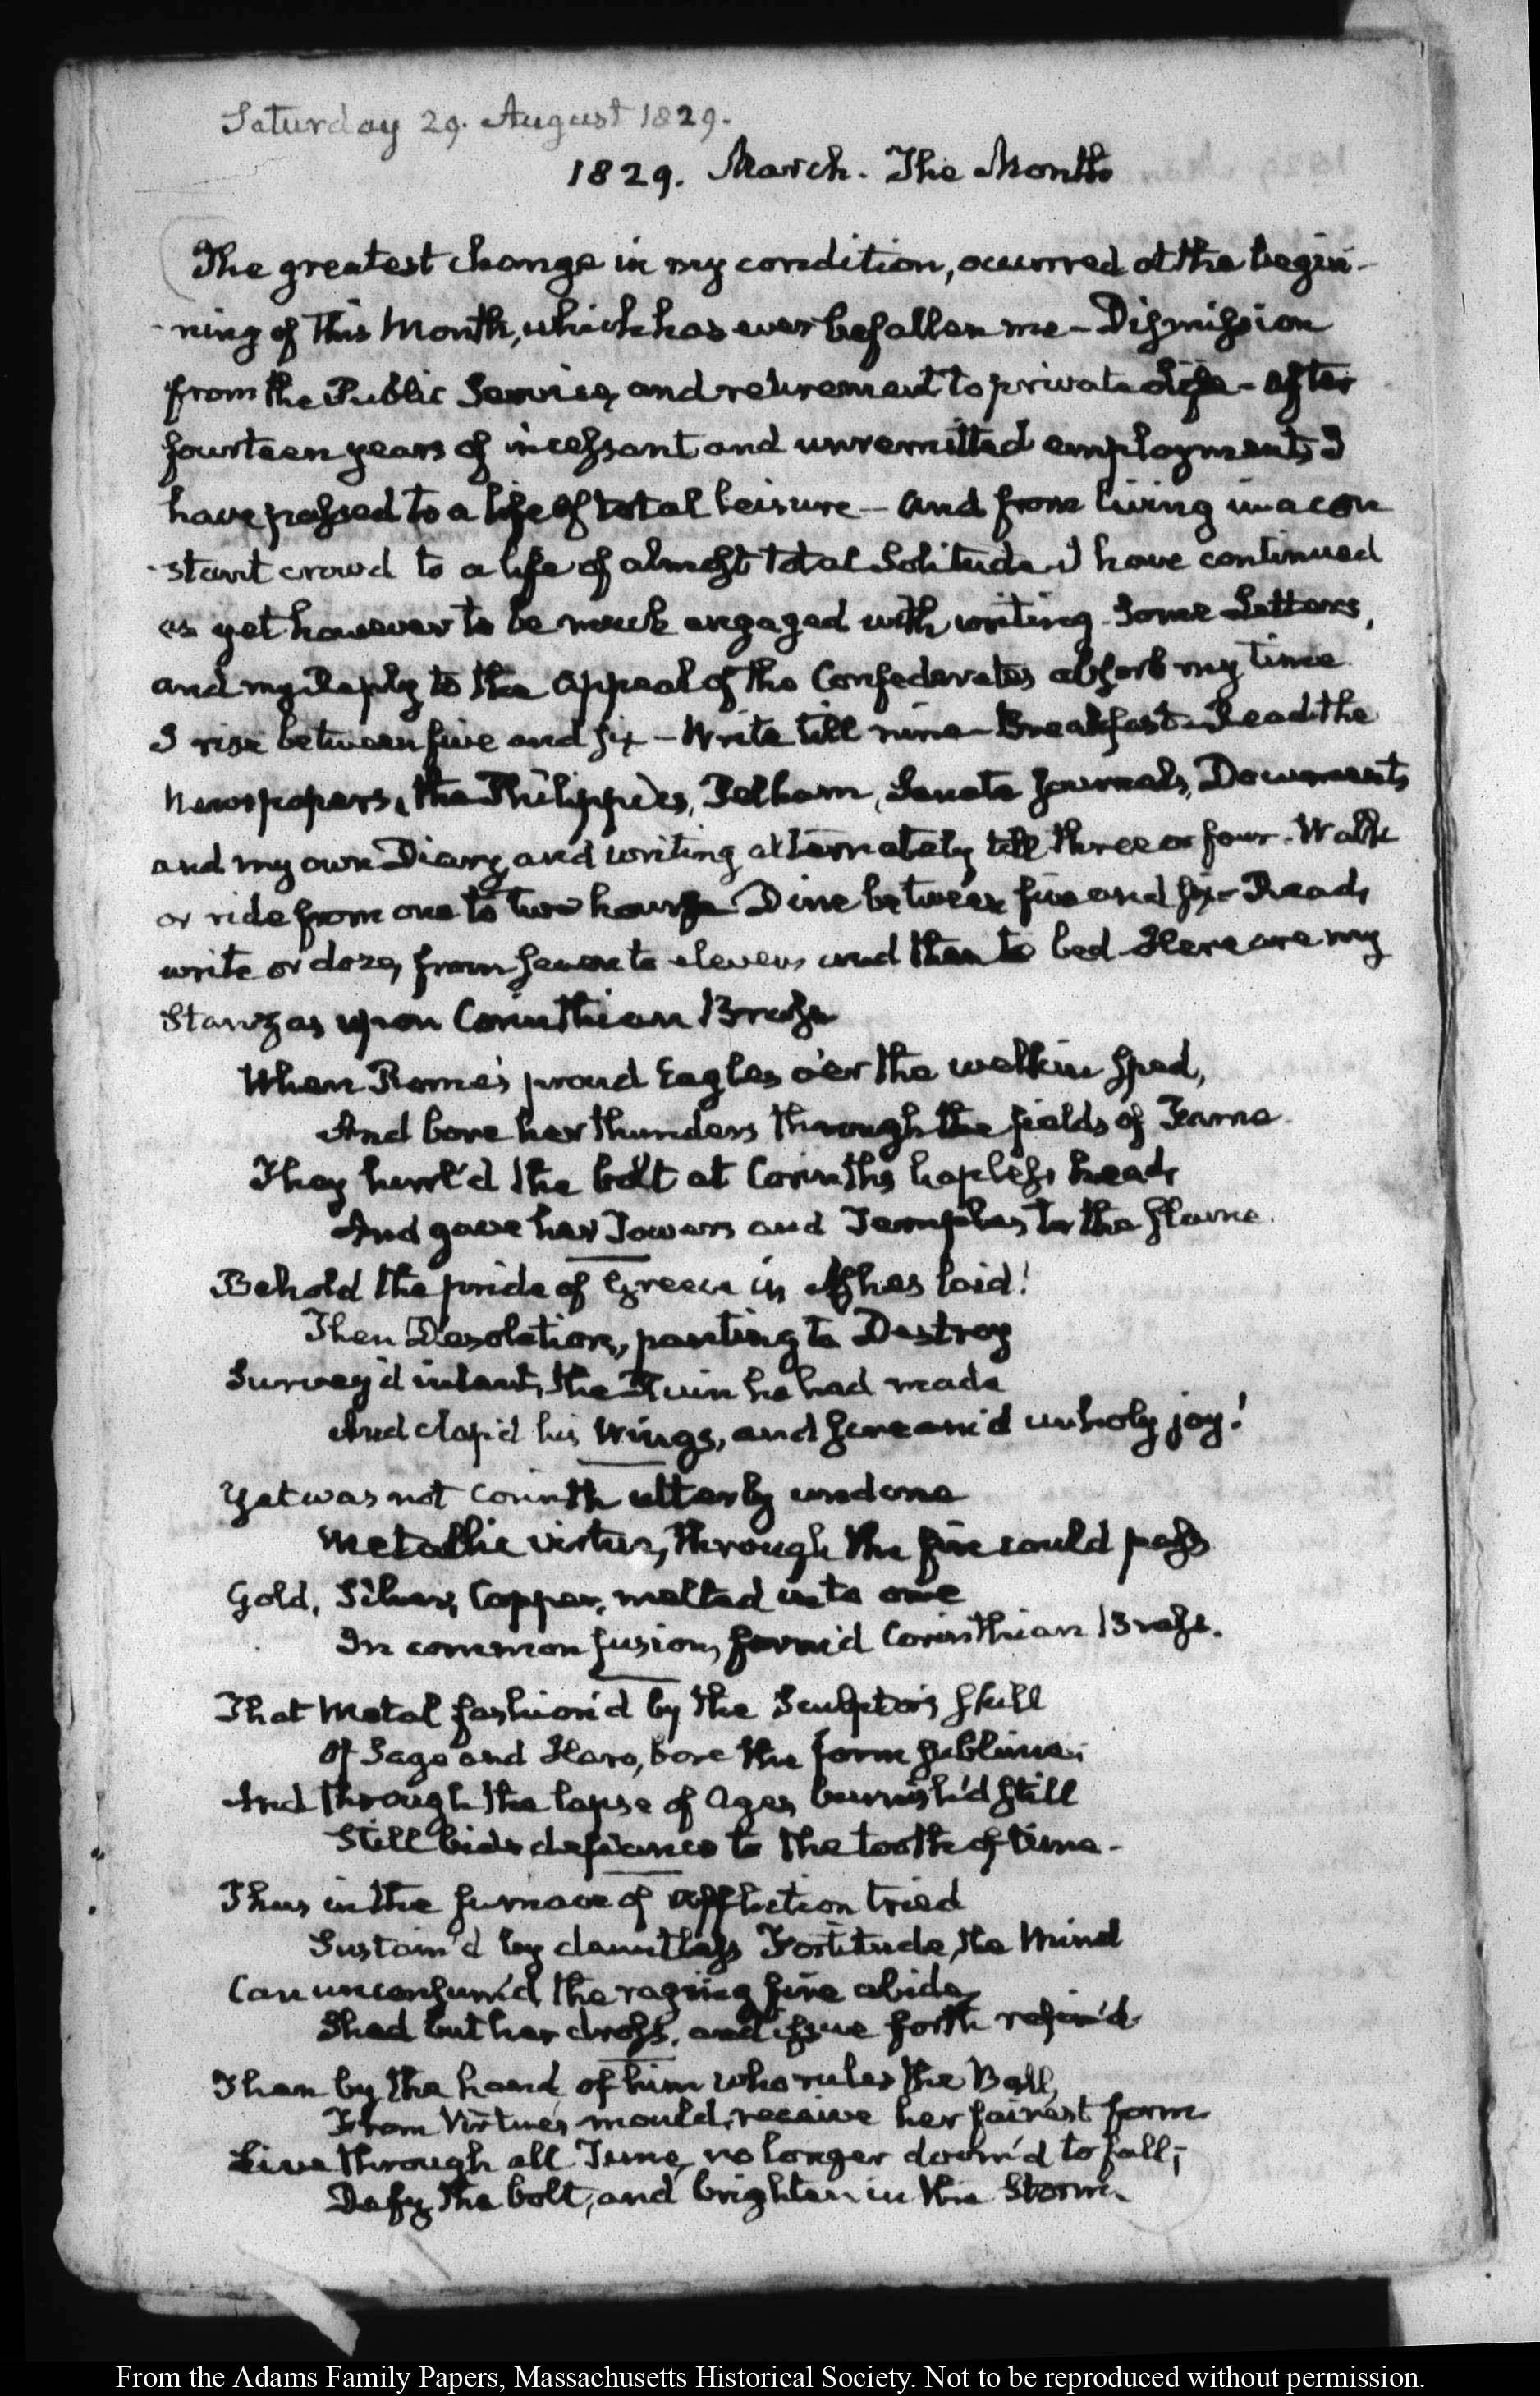 Saturday 29. August 1829.
1829. March. The Month
The greatest change in my condition, occurred at the begin-
ning of this Month, which has ever befallen me - Dismission
from the Public Service, and retirement to private life - After
fourteen years of incessant and unremitted employment, I
have passed to a life of total leisure - and from living in a con
stant crowd to a life of almost total Solitude. I have continued
as yet however to be much engaged with writing. Some Letters,
and my Reply to the Appeal of the Confederates absorb my time
I rise between five and six - Write till nine - Breakfast - Read the
Newspapers, the Philippics, Pelham, Senate Journals, Documents
and my own Diary, and writing alternately till three or four. Walk
or ride from one to two hours Dine between five and six - Read,
write or doze, from seven to eleven, and then to bed. Here are my
Stanzas upon Corinthian Brass
When Rome's proud Eagles o'er the welkin sped,
And bore her thunders through the fields of Fame.
They hurl'd the bolt at Corinths hapless head,
And gave her Towers and Temples to the flame.
Behold the pride of Greece in Ashes laid!
Then Desolation, panting to Destroy
Survey'd intent, the Ruin he had made
And clap'd his Wings, and scream'd unholy joy!
Yet was not Corinth utterly undone
Metallic virtue, through the fire could pass
Gold, Silver, Copper, melted into one
In common fusion, form'd Corinthian Brass.
That Metal fashion'd by the Sculptor's skill
Of Sage and Hero, bore the form sublime;
And through the lapse of Ages burnish'd still
Still bids defiance to the tooth of time -
Thus in the furnace of Affliction tried
Sustain'd by dauntless Fortitude, the Mind
Can unconsum'd, the raging fire abide,
Shed but her dross, and issue forth refin'd.
Then by the hand of him who rules the Ball,
From Virtues mould, receive her fairest form
Live through all Time, no longer doom'd to fall;
Defy the bolt, and brighten in the Storm.
From the Adams Family Papers, Massachusetts Historical Society. Not to be reproduced without permission.